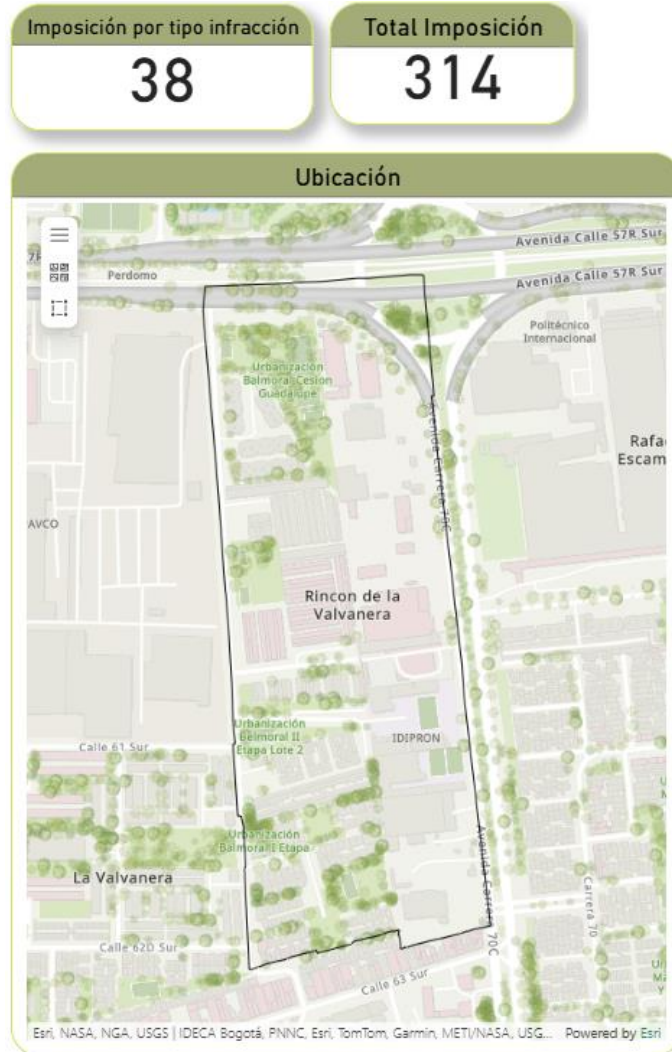 Imposición por tipo infracción
38
Total Imposición
314
Ubicación
Avenida Calle 57R Sur
Perdomo
Avenida Calle 57R Sur
Politécnico
Internacional
Urbanización
Balmoral Cesion
Guadalupe
Avenida Carrera 70C
Rafa
Escam
AVCO
Rincon de la
Valvanera
Urbanización
Balmoral II
Etapa Lote 2
IDIPRON
Calle 61 Sur
Urbanización
Balmoral I Etapa
La Valvanera
Avenida Carrera 70C
Carrera 70
Calle 62D Sur
Calle 63 Sur
Esri, NASA, NGA, USGS | IDECA Bogotá, PNNC, Esri, TomTom, Garmin, METI/NASA, USG... Powered by Esri